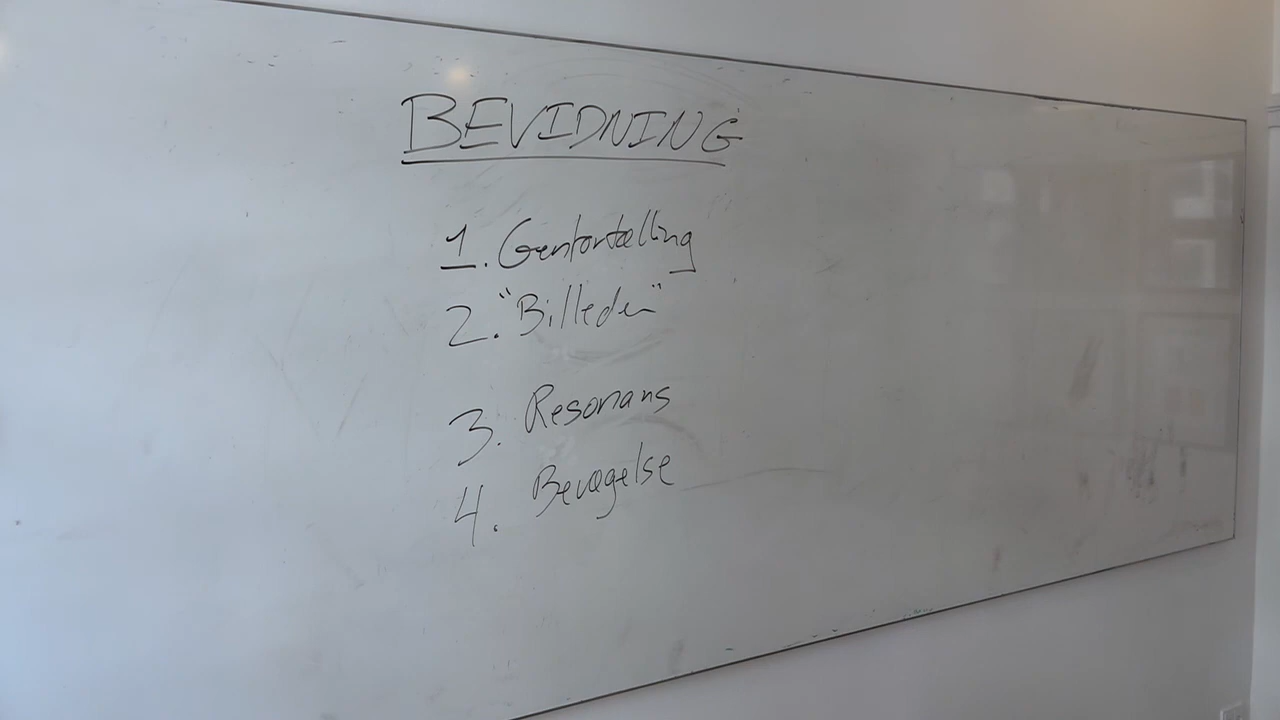 BEVIDNING
1. Genfortælling
2. "Billeder"
3. Resonans
4. Bevægelse